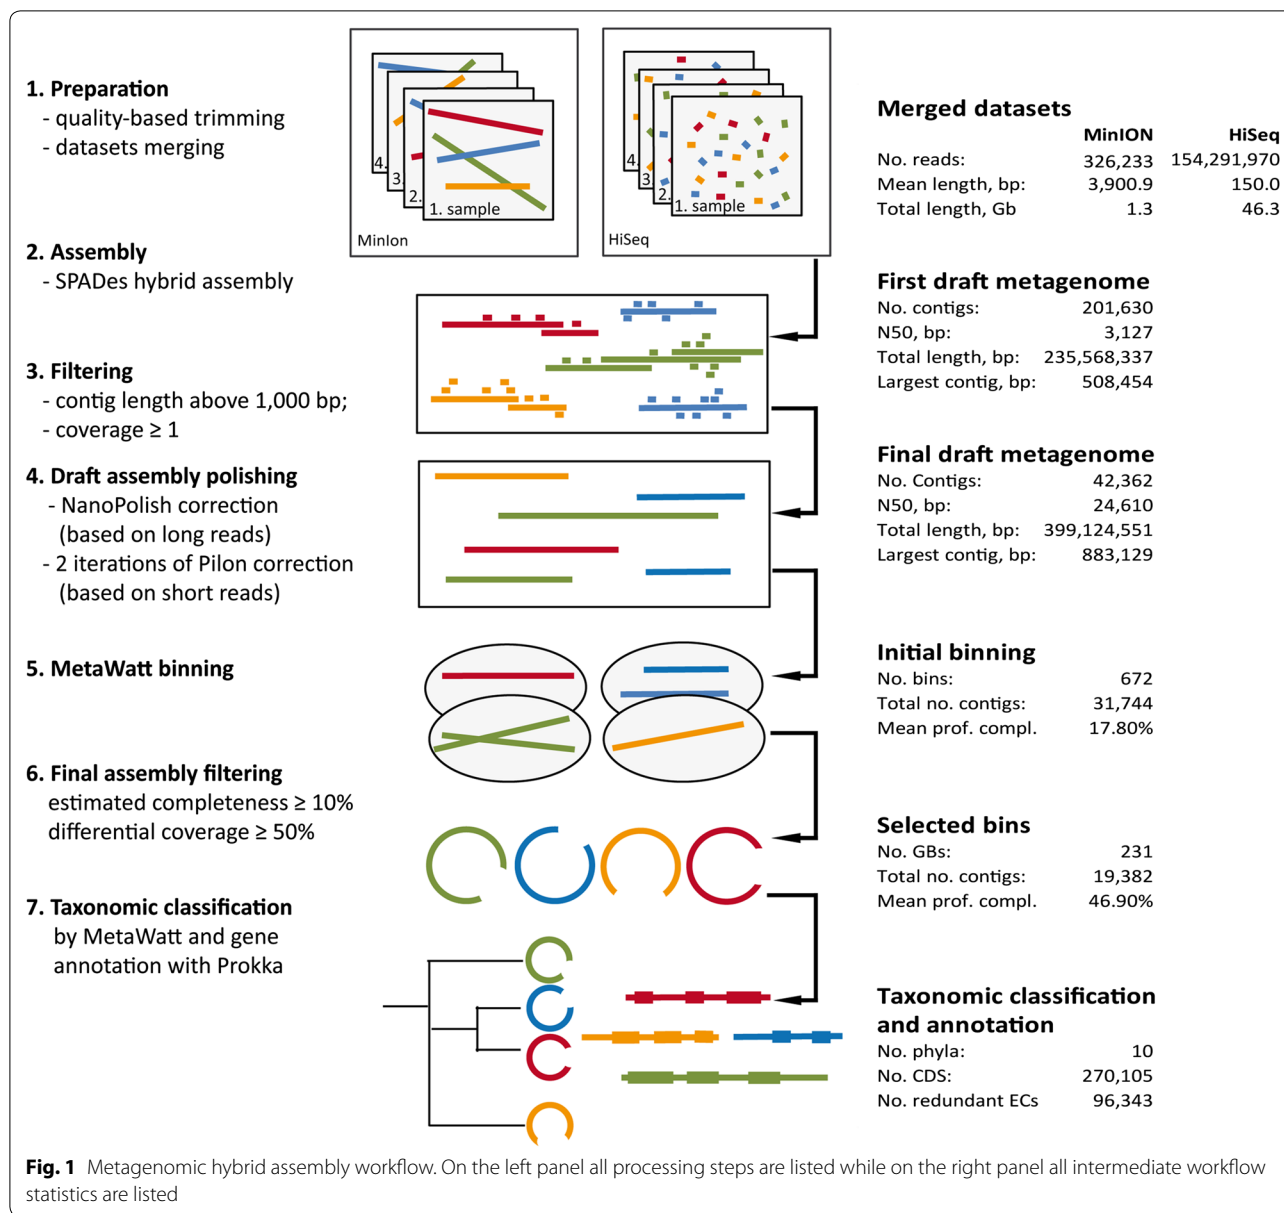 1. Preparation
- quality-based trimming
- datasets merging
2. Assembly
- SPADes hybrid assembly
3. Filtering
- contig length above 1,000 bp;
- coverage ≥ 1
4. Draft assembly polishing
- NanoPolish correction
(based on long reads)
- 2 iterations of Pilon correction
(based on short reads)
5. MetaWatt binning
6. Final assembly filtering
estimated completeness ≥ 10%
differential coverage ≥ 50%
7. Taxonomic classification
by MetaWatt and gene
annotation with Prokka
4.
3.
2.
1. sample
MinIon
4.
3.
2.
1. sample
HiSeq
Merged datasets
MinION HiSeq
No. reads: 326,233 154,291,970
Mean length, bp: 3,900.9 150.0
Total length, Gb 1.3 46.3
First draft metagenome
No. contigs: 201,630
N50, bp: 3,127
Total length, bp: 235,568,337
Largest contig, bp: 508,454
Final draft metagenome
No. Contigs: 42,362
N50, bp: 24,610
Total length, bp: 399,124,551
Largest contig, bp: 883,129
Initial binning
No. bins: 672
Total no. contigs: 31,744
Mean prof. compl. 17.80%
Selected bins
No. GBs: 231
Total no. contigs: 19,382
Mean prof. compl. 46.90%
Taxonomic classification
and annotation
No. phyla: 10
No. CDS: 270,105
No. redundant ECs 96,343
Fig. 1 Metagenomic hybrid assembly workflow. On the left panel all processing steps are listed while on the right panel all intermediate workflow
statistics are listed